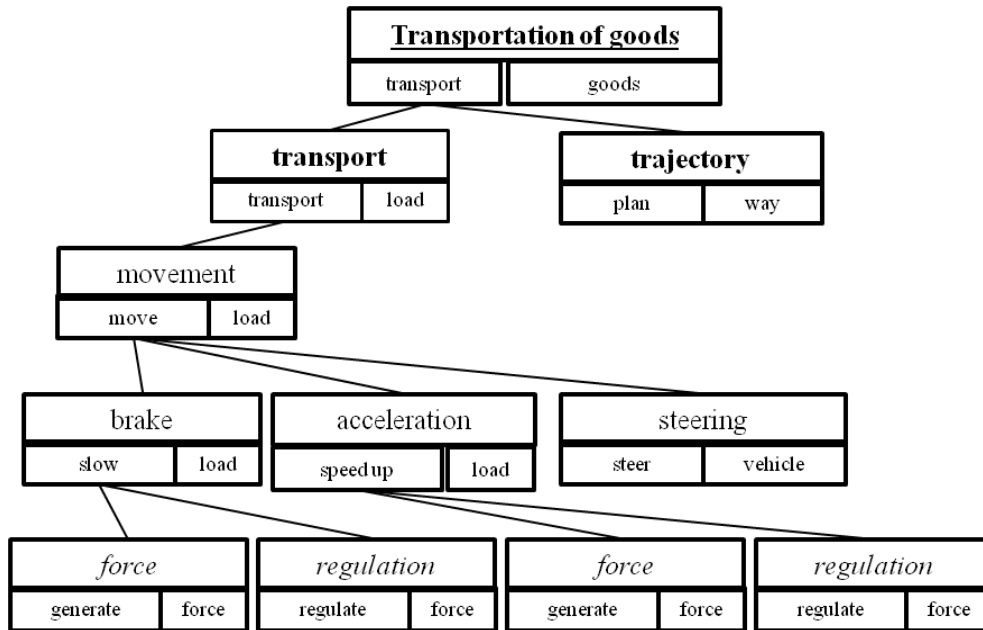 Transportation of goods
transport goods
transport trajectory
transport load plan way
movement
move load
brake acceleration steering
slow load speed up load steer vehicle
force regulation force regulation
generate force regulate force generate force regulate force